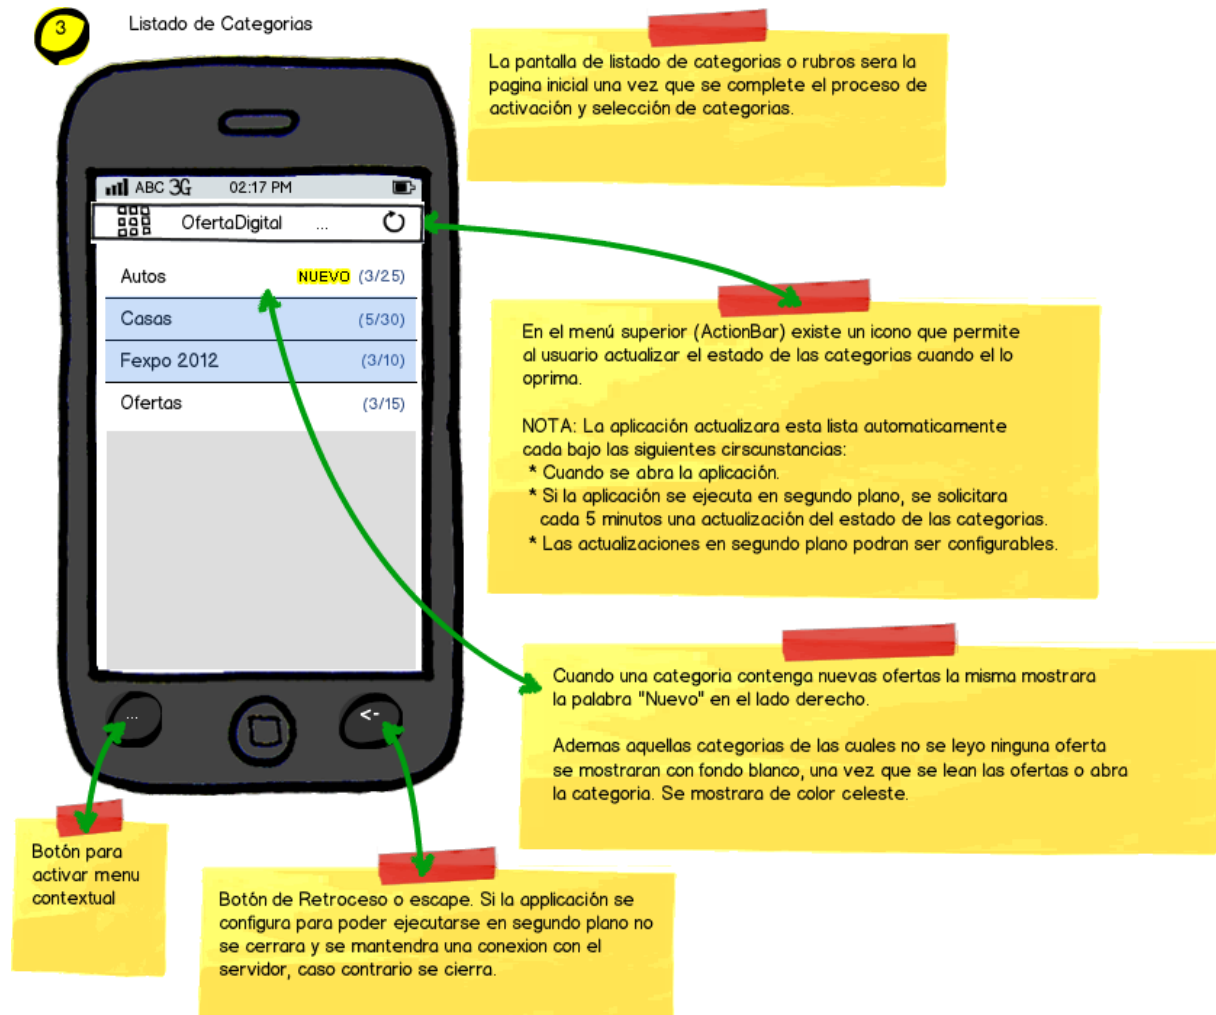 3
Listado de Categorias
La pantalla de listado de categorias o rubros sera la
pagina inicial una vez que se complete el proceso de
activación y selección de categorias.
ABC 3G 02:17 PM
OfertaDigital ...
Autos NUEVO (3/25)
Casas (5/30)
Fexpo 2012 (3/10)
Ofertas (3/15)
En el menú superior (ActionBar) existe un icono que permite
al usuario actualizar el estado de las categorias cuando el lo
oprima.
NOTA: La aplicación actualizara esta lista automaticamente
cada bajo las siguientes cirscunstancias:
* Cuando se abra la aplicación.
* Si la aplicación se ejecuta en segundo plano, se solicitara
cada 5 minutos una actualización del estado de las categorias.
* Las actualizaciones en segundo plano podran ser configurables.
Cuando una categoria contenga nuevas ofertas la misma mostrara
la palabra "Nuevo" en el lado derecho.
Ademas aquellas categorias de las cuales no se leyo ninguna oferta
se mostraran con fondo blanco, una vez que se lean las ofertas o abra
la categoria. Se mostrara de color celeste.
... <-
Botón para
activar menu
contextual
Botón de Retroceso o escape. Si la applicación se
configura para poder ejecutarse en segundo plano no
se cerrara y se mantendra una conexion con el
servidor, caso contrario se cierra.